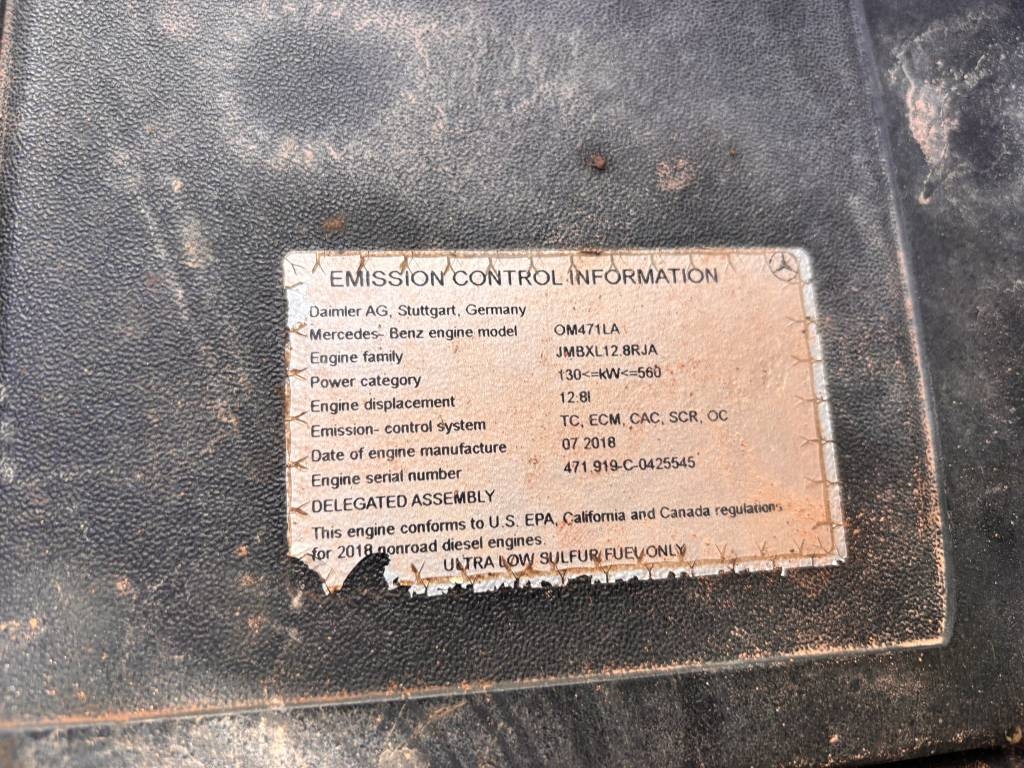 EMISSION CONTROL INFORMATION
Daimler AG, Stuttgart, Germany
Mercedes- Benz engine model OM471LA
Engine family JMBXL12.8RJA
Power category 130<=kW<=560
Engine displacement 12.8l
Emission- control system TC, ECM, CAC, SCR, OC
Date of engine manufacture 07 2018
Engine serial number 471.919-C-0425545
DELEGATED ASSEMBLY
This engine conforms to U.S. EPA, California and Canada regulations
for 2018 nonroad diesel engines.
ULTRA LOW SULFUR FUEL ONLY